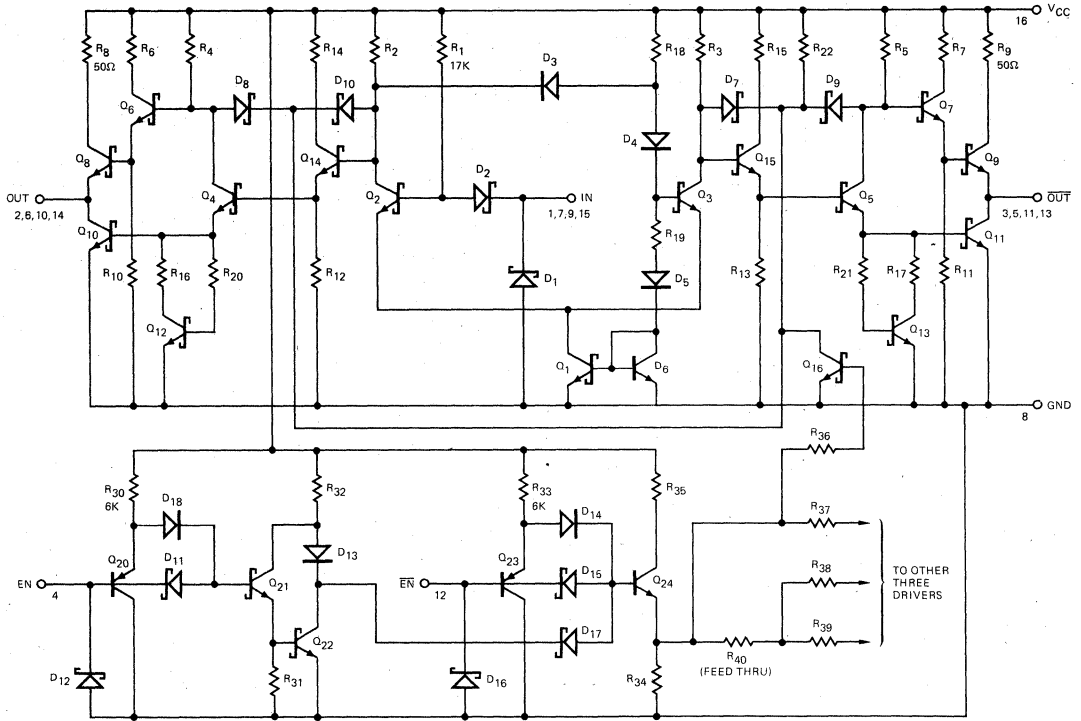 VCC
16
R8
50Ω
R6
R4
R14
R2
R1
17K
R18
R3
R15
R22
R5
R7
R9
50Ω
D3
D8
D10
D7
D9
Q6
Q7
D4
Q8
Q14
Q15
Q9
D2
OUT
2,6,10,14
Q4
Q2
IN
1,7,9,15
Q3
Q5
OUT
3,5,11,13
Q10
Q11
R19
R10
R16
R20
R12
D1
D5
R13
R21
R17
R11
Q12
Q13
Q1
D6
Q16
GND
8
R36
R30
6K
D18
R32
R33
6K
D14
R35
R37
D11
D13
Q20
Q23
EN
4
Q21
EN
12
D15
Q24
R38
TO OTHER
THREE
DRIVERS
D17
R39
Q22
R40
(FEED THRU)
D12
R31
D16
R34